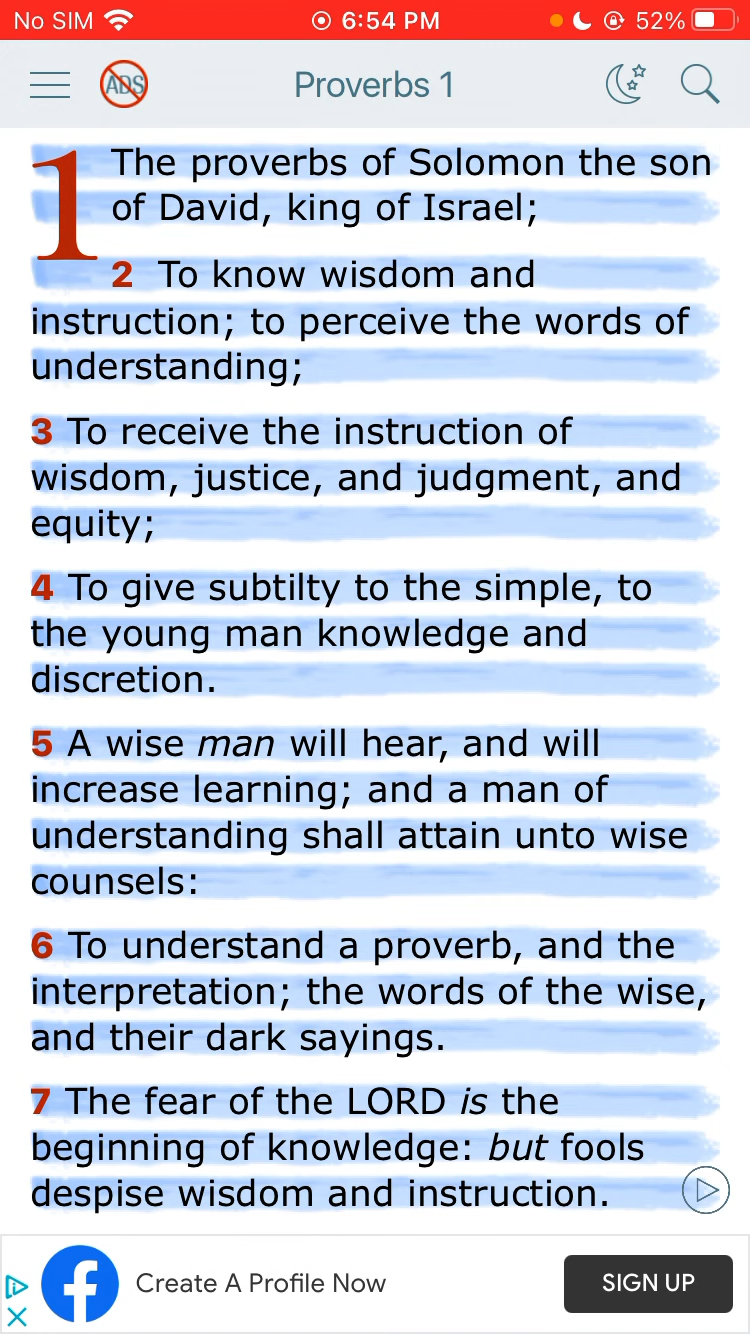 No SIM 6:54 PM 52%
ADS Proverbs 1
1 The proverbs of Solomon the son
of David, king of Israel;
2 To know wisdom and
instruction; to perceive the words of
understanding;
3 To receive the instruction of
wisdom, justice, and judgment, and
equity;
4 To give subtilty to the simple, to
the young man knowledge and
discretion.
5 A wise man will hear, and will
increase learning; and a man of
understanding shall attain unto wise
counsels:
6 To understand a proverb, and the
interpretation; the words of the wise,
and their dark sayings.
7 The fear of the LORD is the
beginning of knowledge: but fools
despise wisdom and instruction.
Create A Profile Now SIGN UP